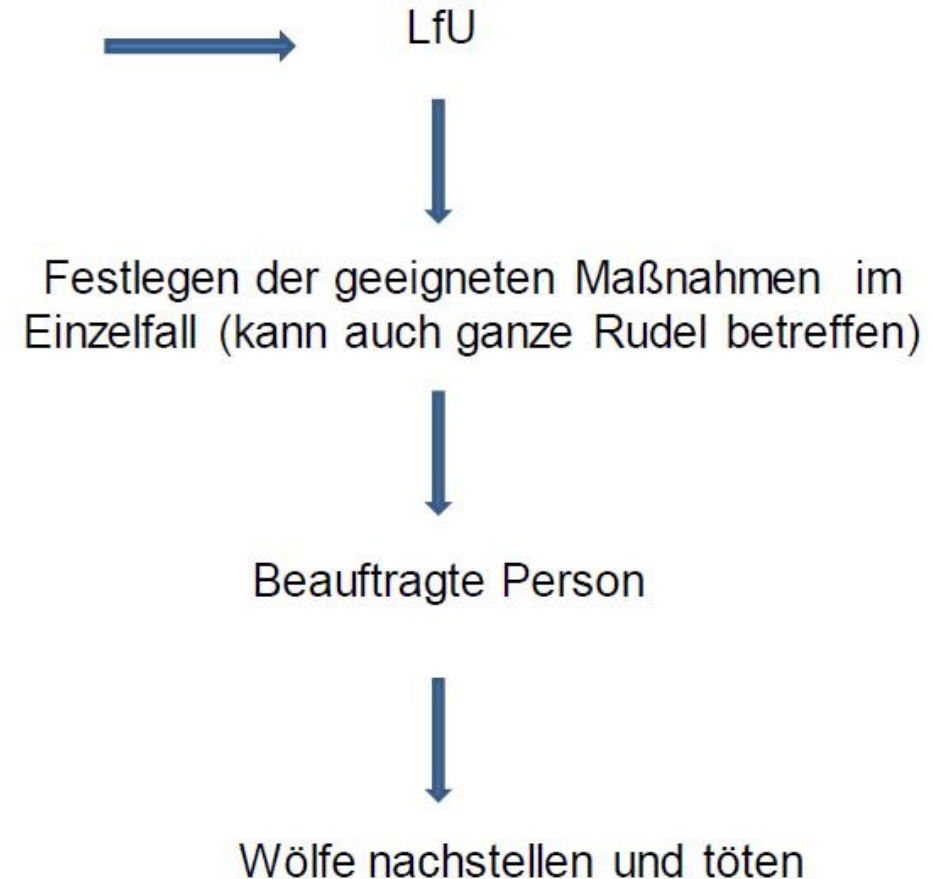 LfU
Festlegen der geeigneten Maßnahmen im
Einzelfall (kann auch ganze Rudel betreffen)
Beauftragte Person
Wölfe nachstellen und töten